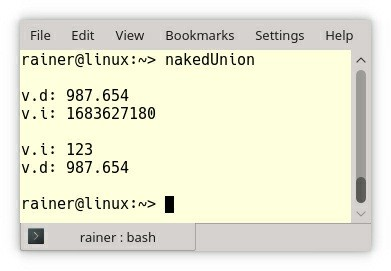 File Edit View Bookmarks Settings Help
rainer@linux:~> nakedUnion
v.d: 987.654
v.i: 1683627180
v.i: 123
v.d: 987.654
rainer@linux:~>
rainer : bash